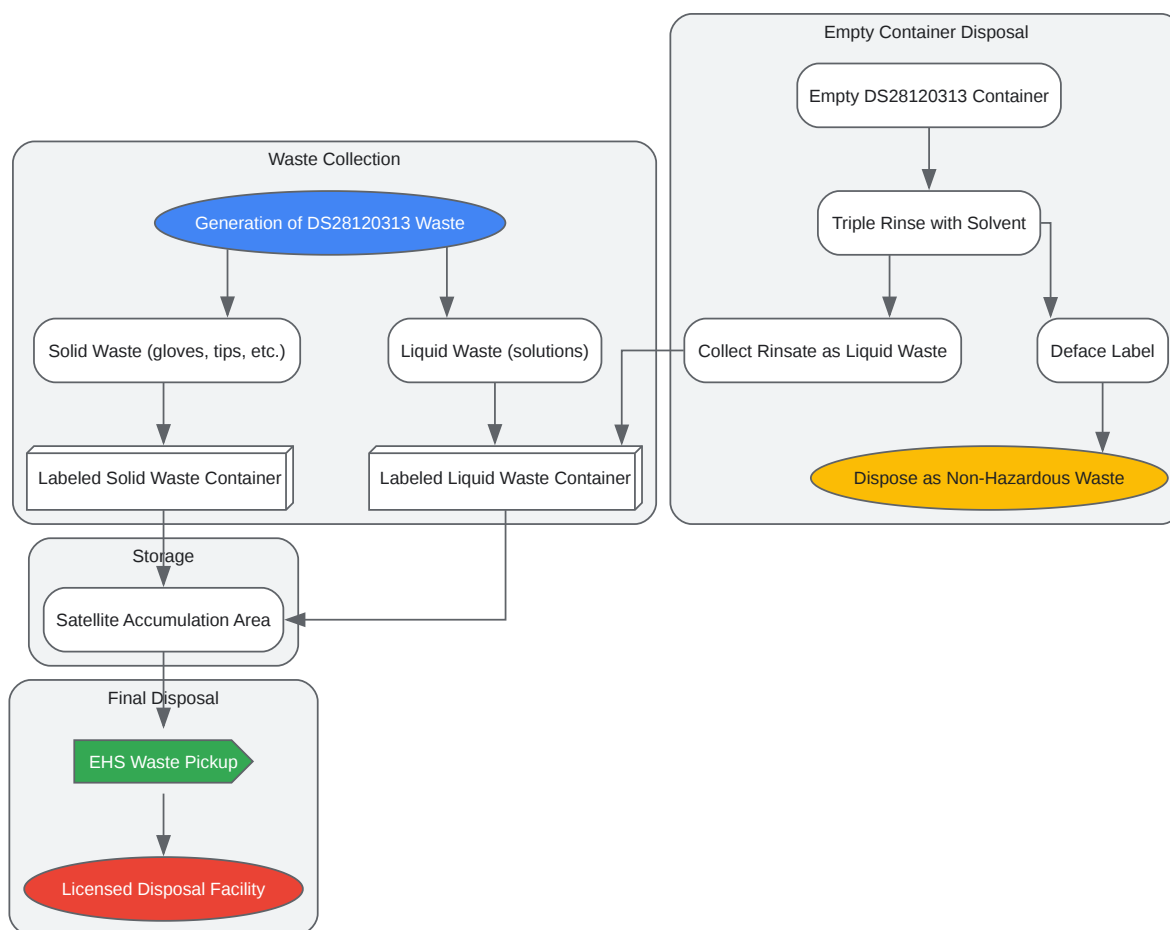 Empty Container Disposal
Empty DS28120313 Container
Waste Collection
Generation of DS28120313 Waste
Triple Rinse with Solvent
Solid Waste (gloves, tips, etc.)
Liquid Waste (solutions)
Collect Rinsate as Liquid Waste
Deface Label
Labeled Solid Waste Container
Labeled Liquid Waste Container
Dispose as Non-Hazardous Waste
Storage
Satellite Accumulation Area
Final Disposal
EHS Waste Pickup
Licensed Disposal Facility